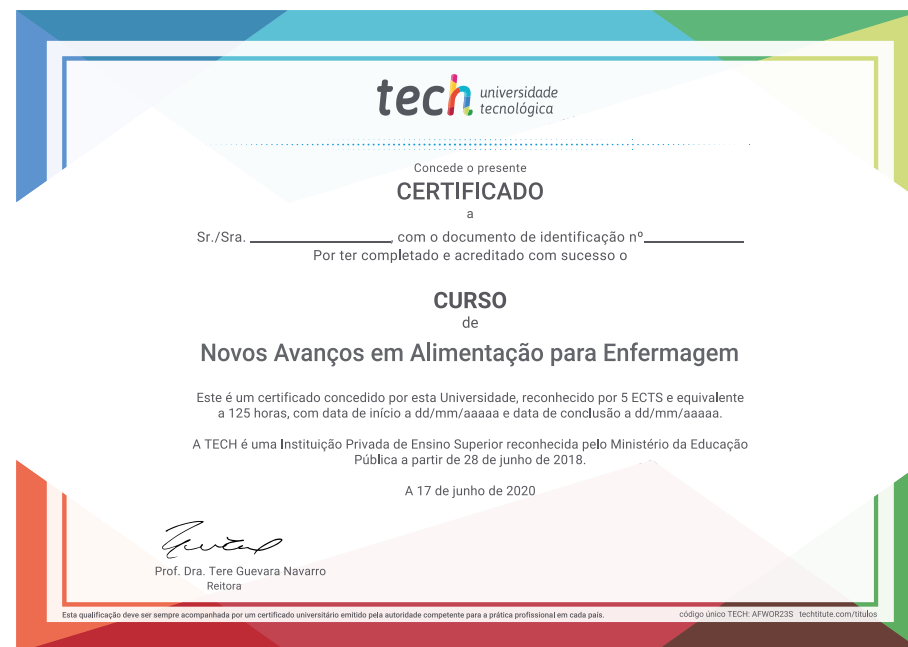 tech universidade
tecnológica
Concede o presente
CERTIFICADO
a
Sr./Sra. ____________________, com o documento de identificação nº______________
Por ter completado e acreditado com sucesso o
CURSO
de
Novos Avanços em Alimentação para Enfermagem
Este é um certificado concedido por esta Universidade, reconhecido por 5 ECTS e equivalente
a 125 horas, com data de início a dd/mm/aaaaa e data de conclusão a dd/mm/aaaaa.
A TECH é uma Instituição Privada de Ensino Superior reconhecida pelo Ministério da Educação
Pública a partir de 28 de junho de 2018.
A 17 de junho de 2020
Prof. Dra. Tere Guevara Navarro
Reitora
Esta qualificação deve ser sempre acompanhada por um certificado universitário emitido pela autoridade competente para a prática profissional em cada país.
código único TECH: AFWOR23S techtitute.com/titulos